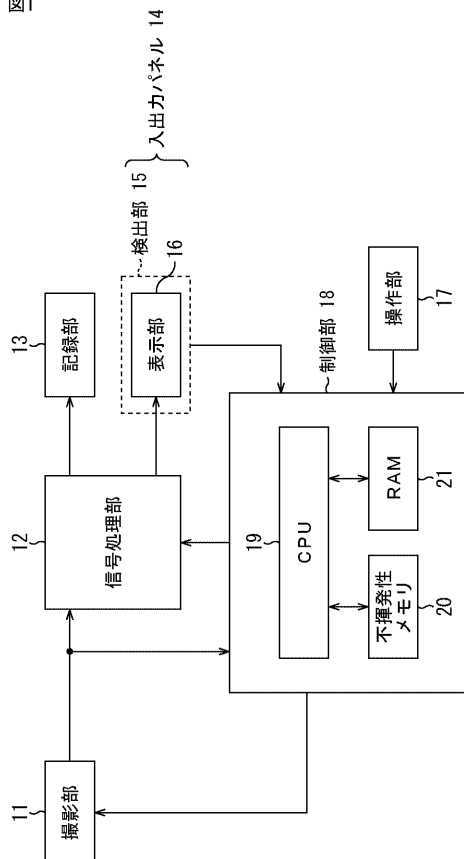 図1
11
撮影部
12
信号処理部
13
記録部
入出力パネル 14
検出部 15
16
表示部
制御部 18
19
CPU
不揮発性
メモリ
20
RAM
21
操作部
17